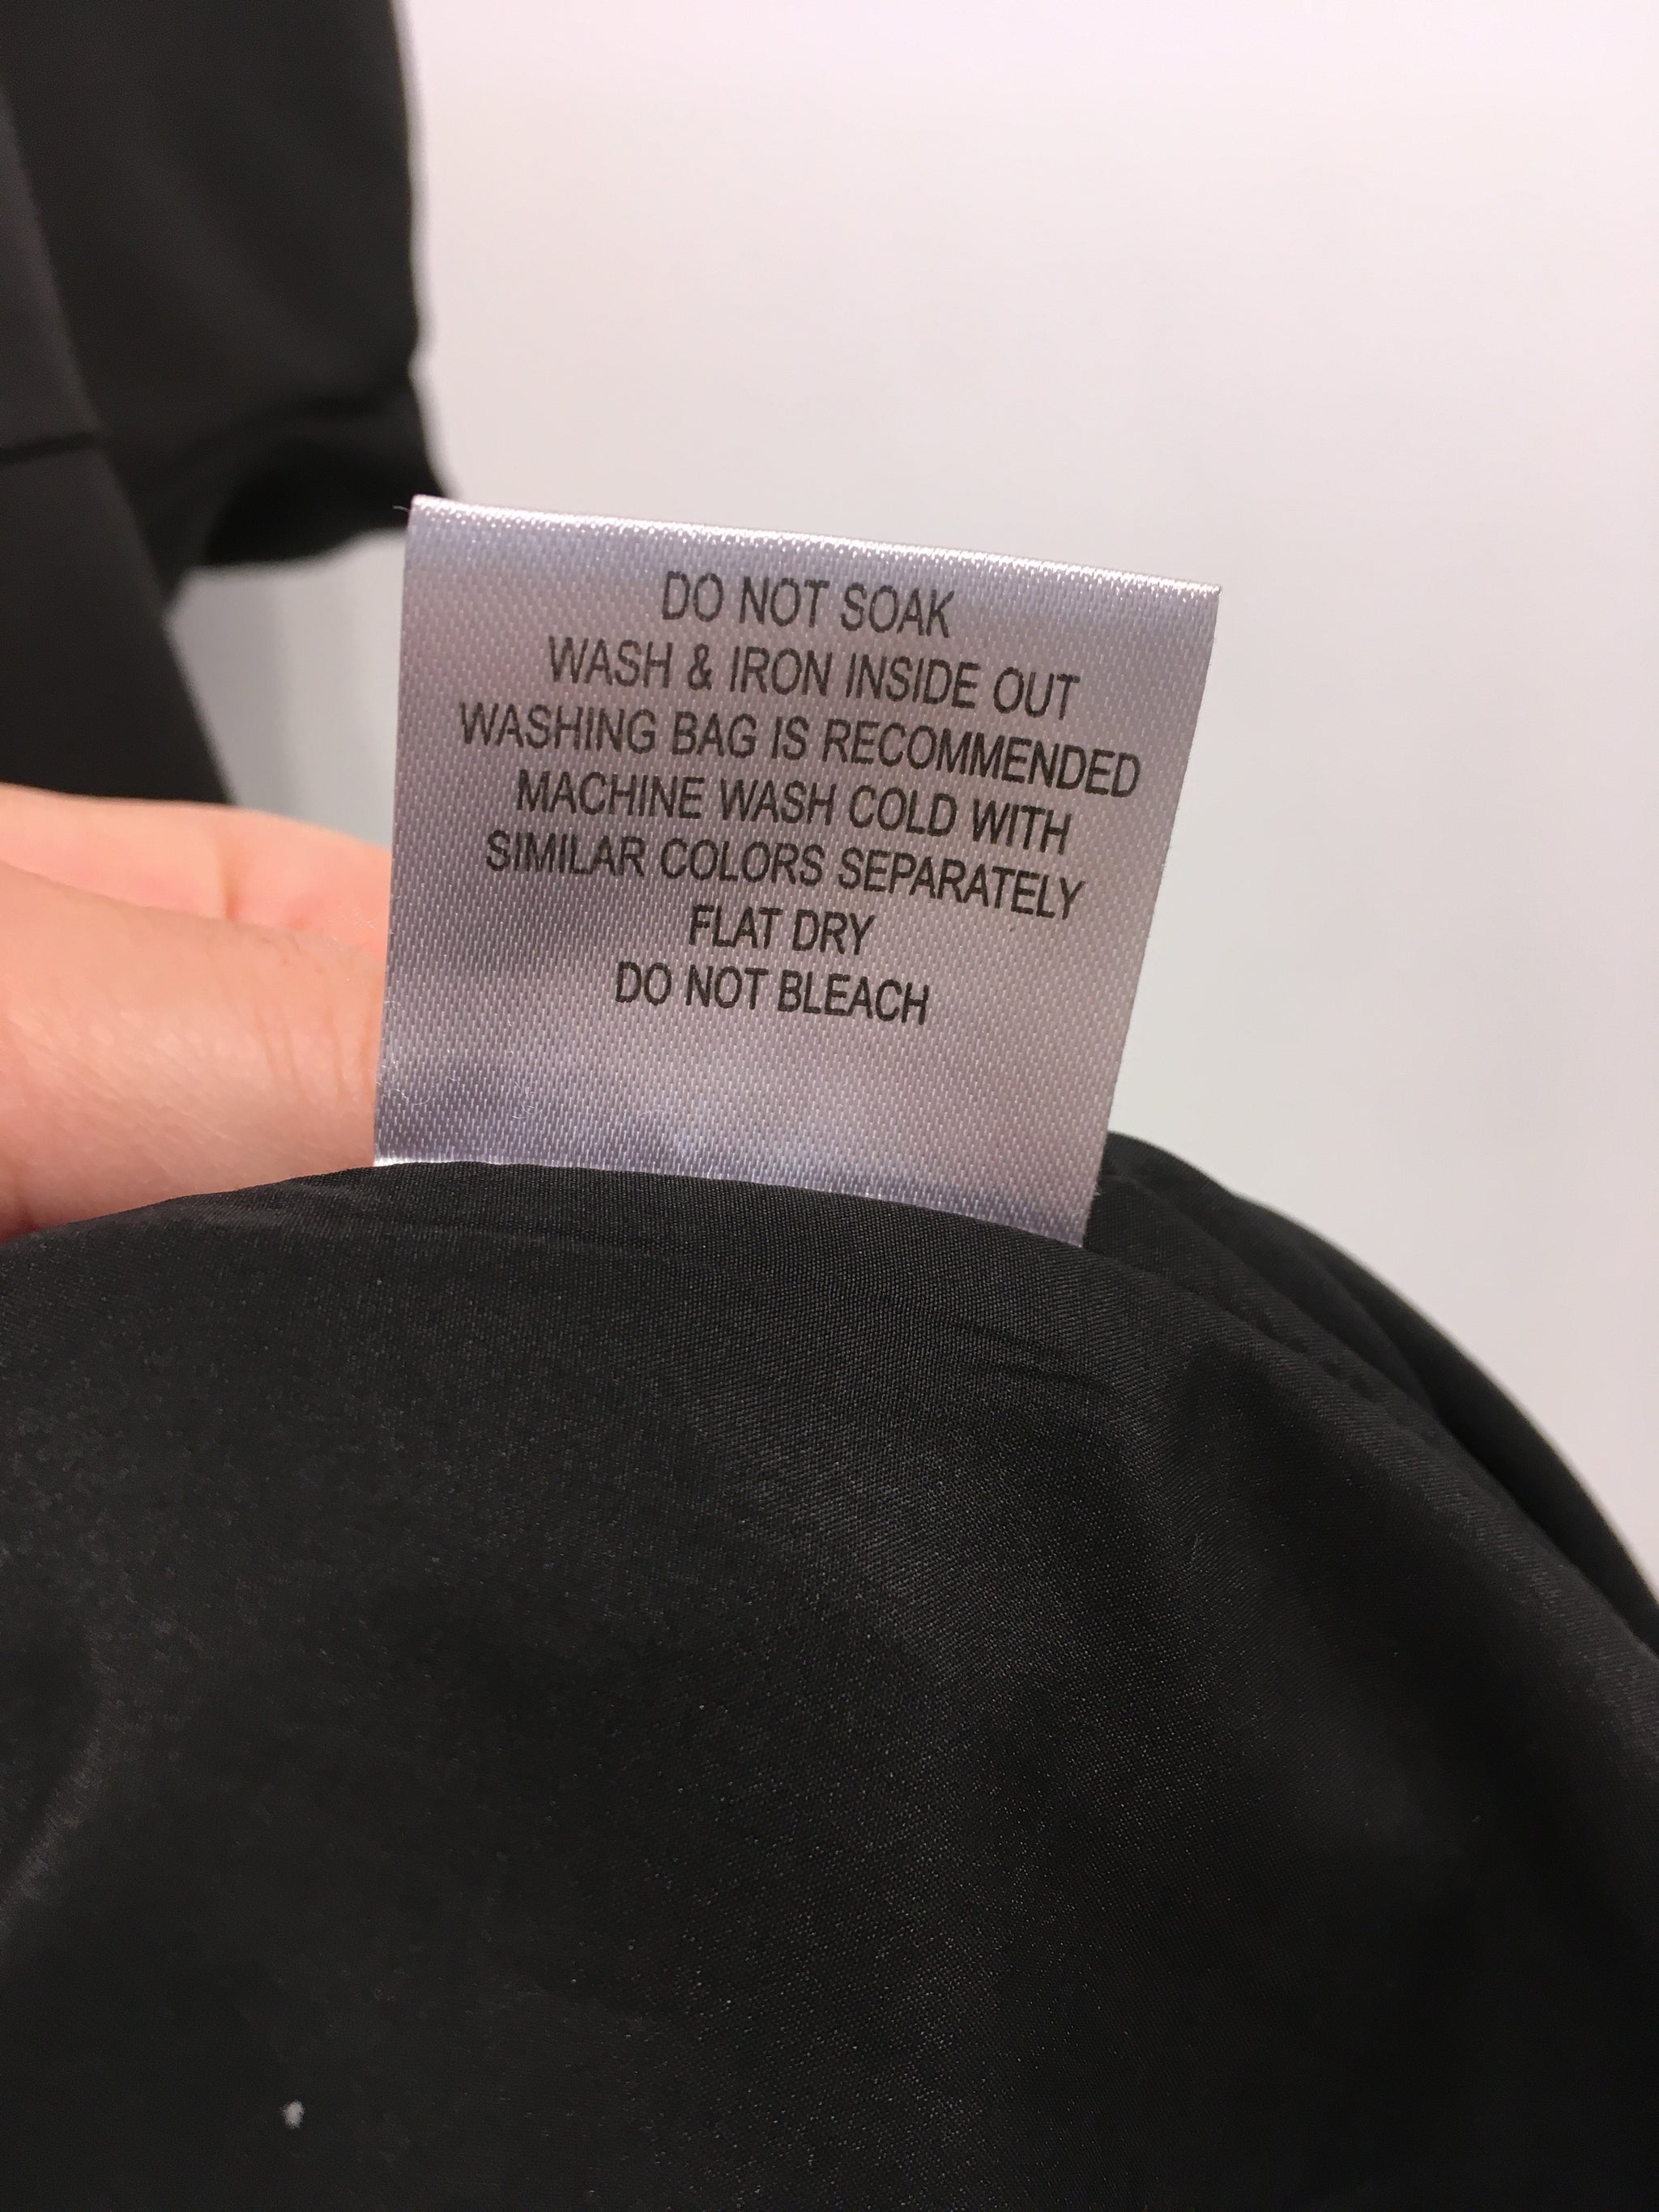 DO NOT SOAK
WASH & IRON INSIDE OUT
WASHING BAG IS RECOMMENDED
MACHINE WASH COLD WITH
SIMILAR COLORS SEPARATELY
FLAT DRY
DO NOT BLEACH